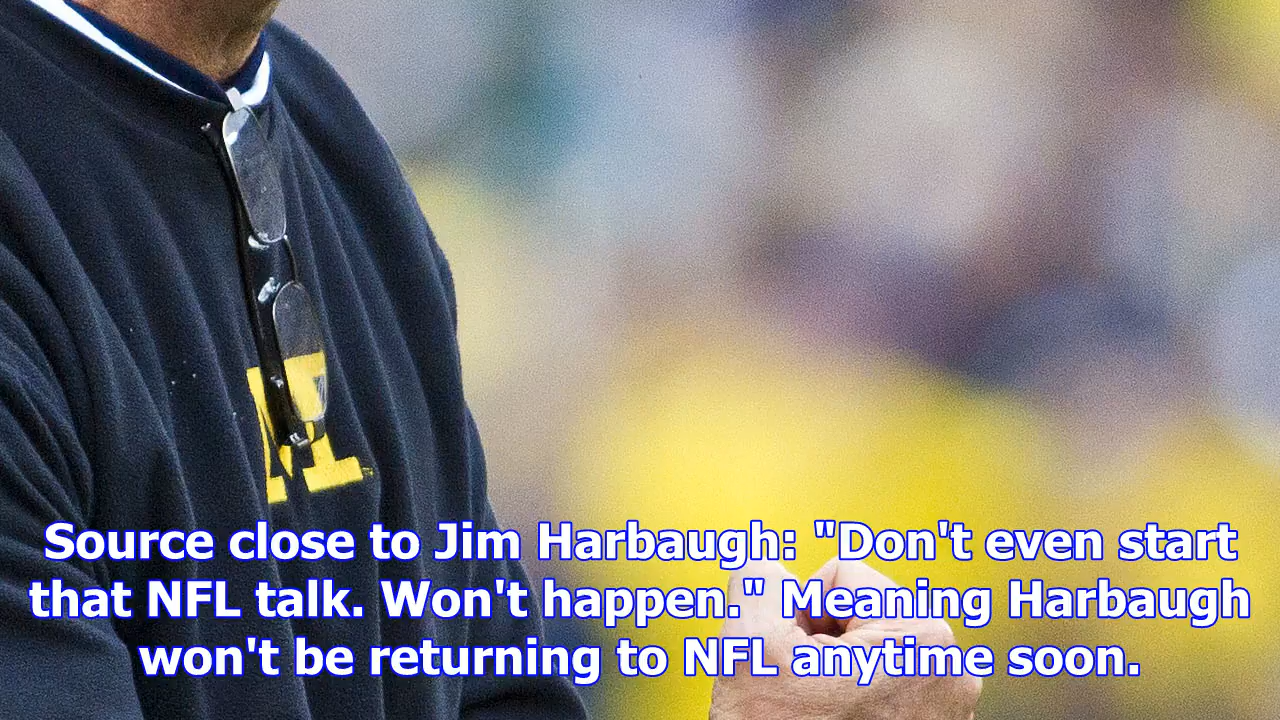 M
Source close to Jim Harbaugh: "Don't even start
that NFL talk. Won't happen." Meaning Harbaugh
won't be returning to NFL anytime soon.